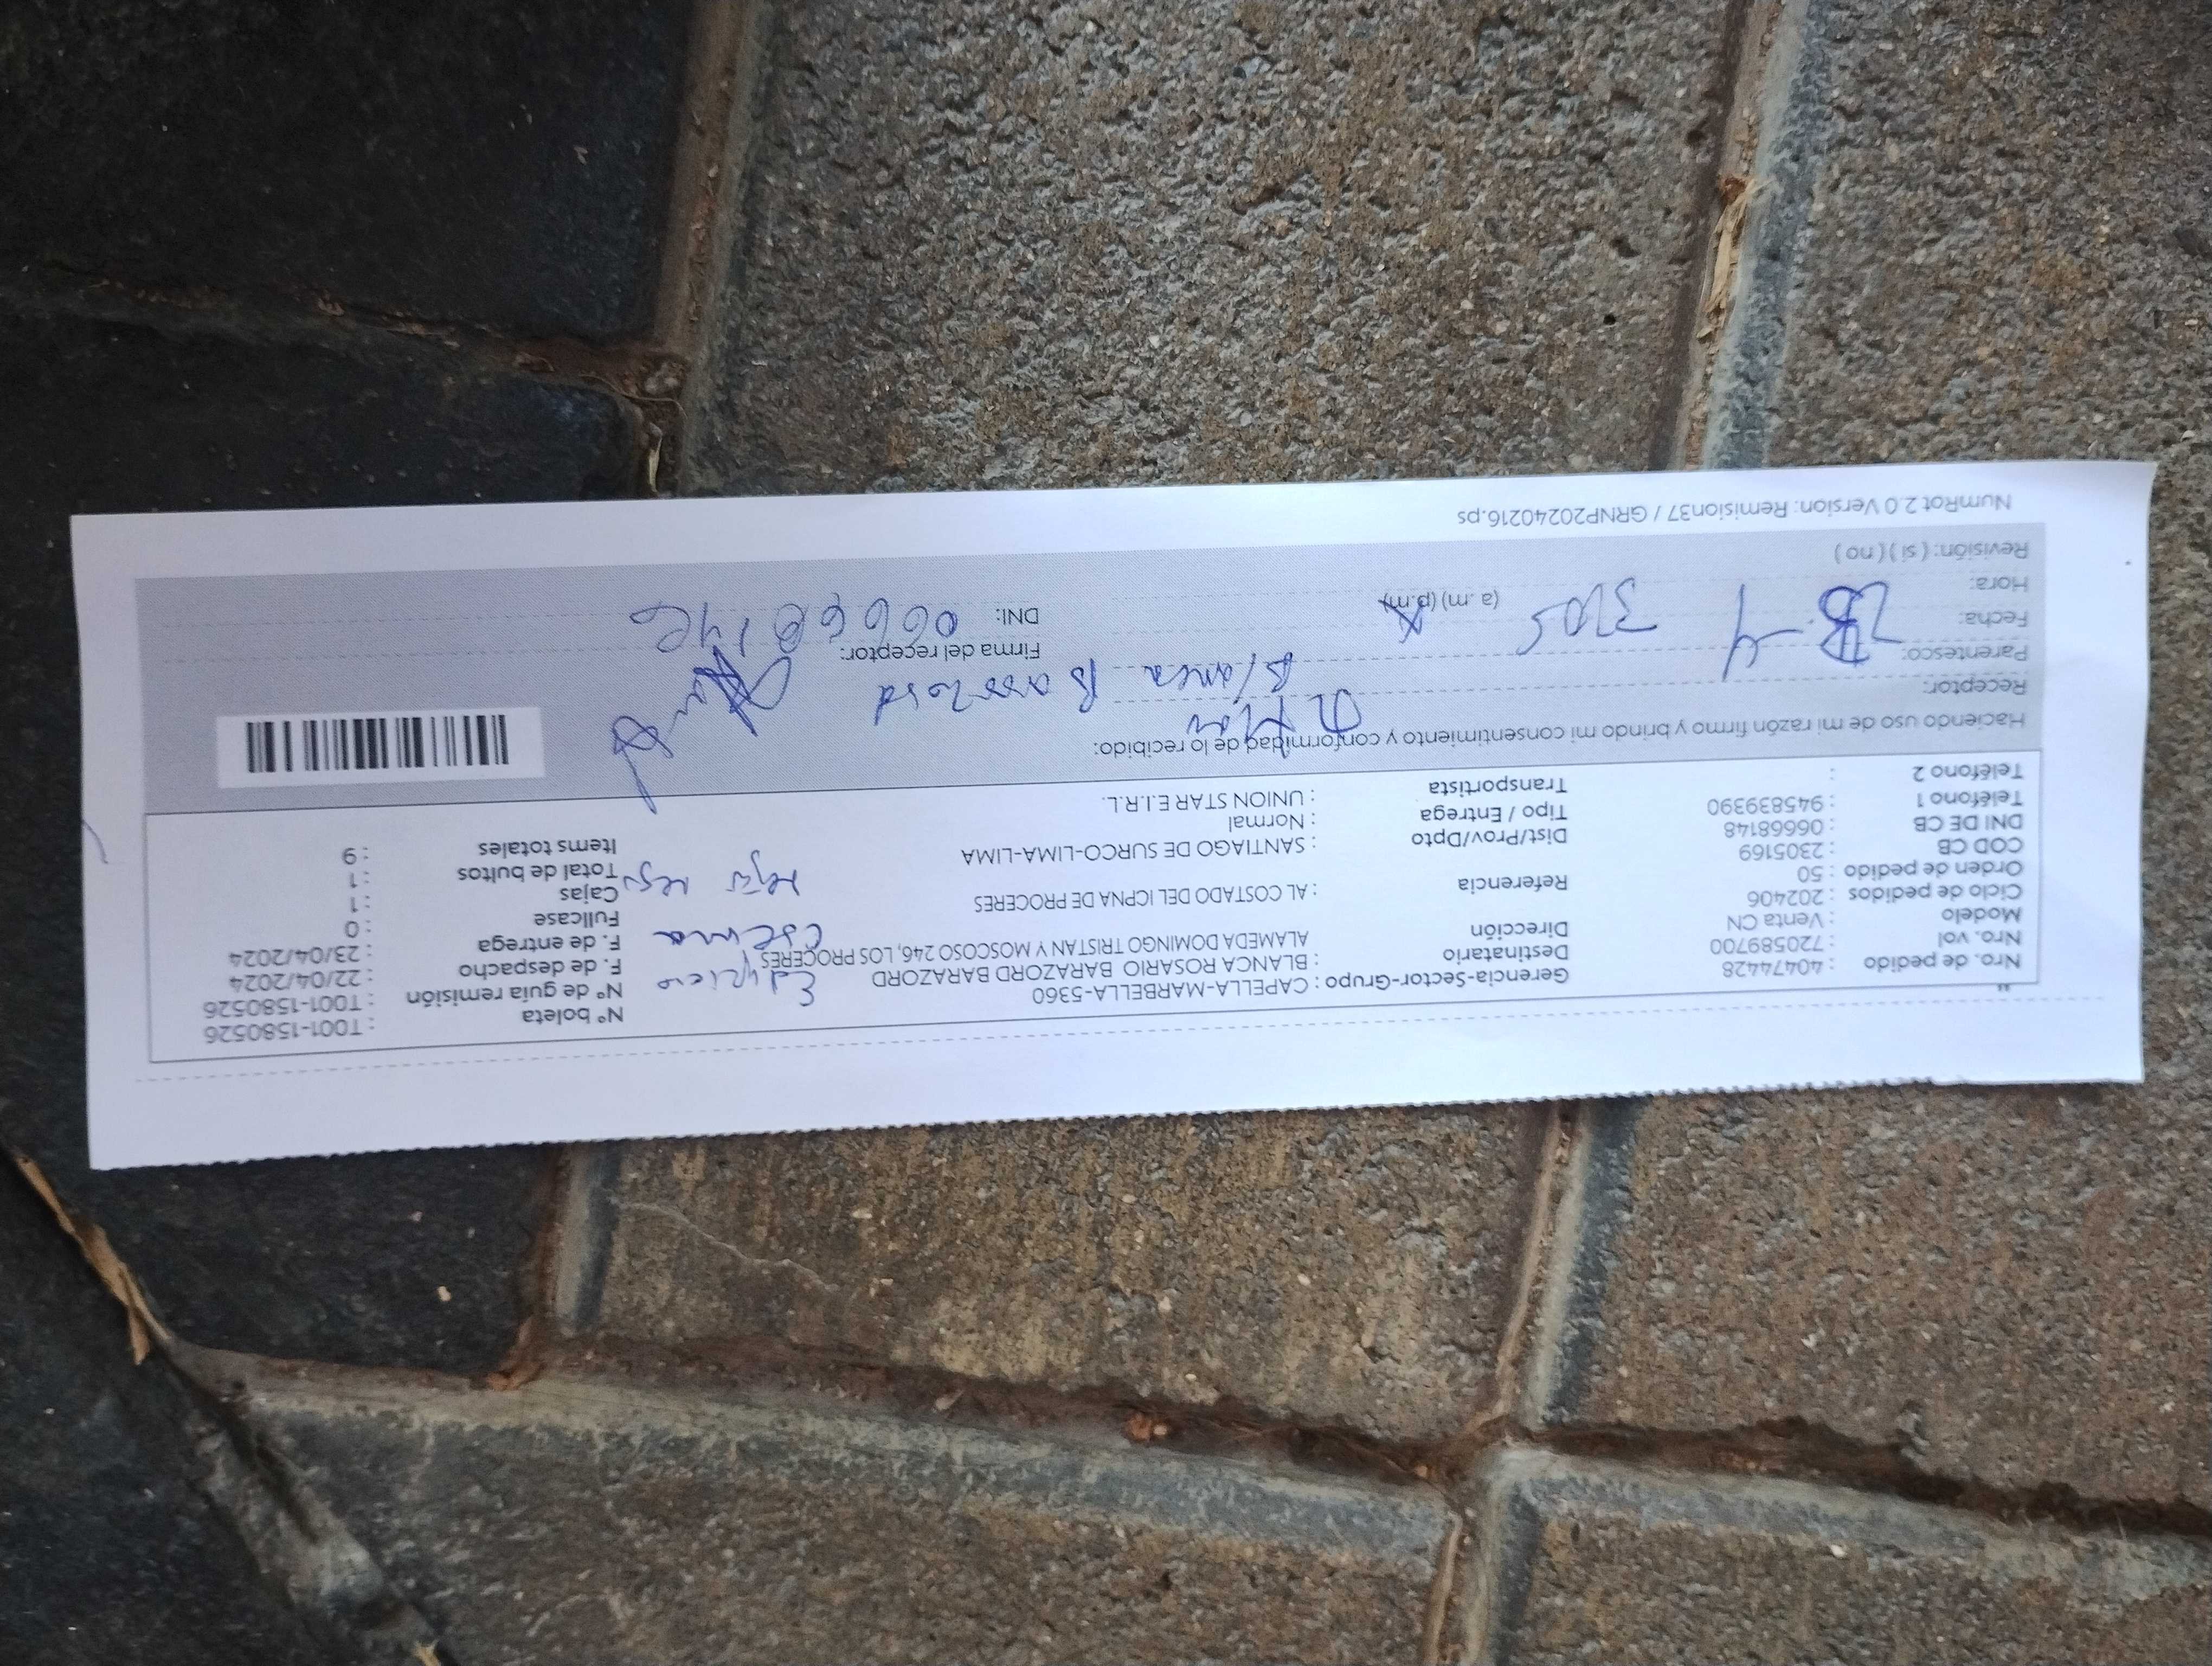 Nro. de pedido : 40474428
Nro. vol : 720589700
Modelo : Venta CN
Ciclo de pedidos : 202406
Orden de pedido : 50
COD CB : 2305169
DNI DE CB : 06668148
Teléfono 1 : 945839390
Teléfono 2 :
Gerencia-Sector-Grupo : CAPELLA-MARBELLA-5360
Destinatario : BLANCA ROSARIO BARAZORD BARAZORD
Dirección ALAMEDA DOMINGO TRISTAN Y MOSCOSO 246, LOS PROCERES
Referencia : AL COSTADO DEL ICPNA DE PROCERES
Dist/Prov/Dpto : SANTIAGO DE SURCO-LIMA-LIMA
Tipo / Entrega : Normal
Transportista : UNION STAR E.I.R.L.
Edificio
N° boleta : T001-1580526
N° de guía remisión : T001-1580526
F. de despacho : 22/04/2024
F. de entrega : 23/04/2024
Fullcase : 0
Cajas : 1
Total de bultos : 1
Items totales : 9
Haciendo uso de mi razón firmo y brindo mi consentimiento y conformidad de lo recibido:
Receptor:
Blanca
Parentesco:
Fecha:
Hora: (a .m) (p.m)
Revisión: ( si ) ( no )
Firma del receptor:
DNI:
NumRot 2.0 Version: Remision37 / GRNP20240216.ps